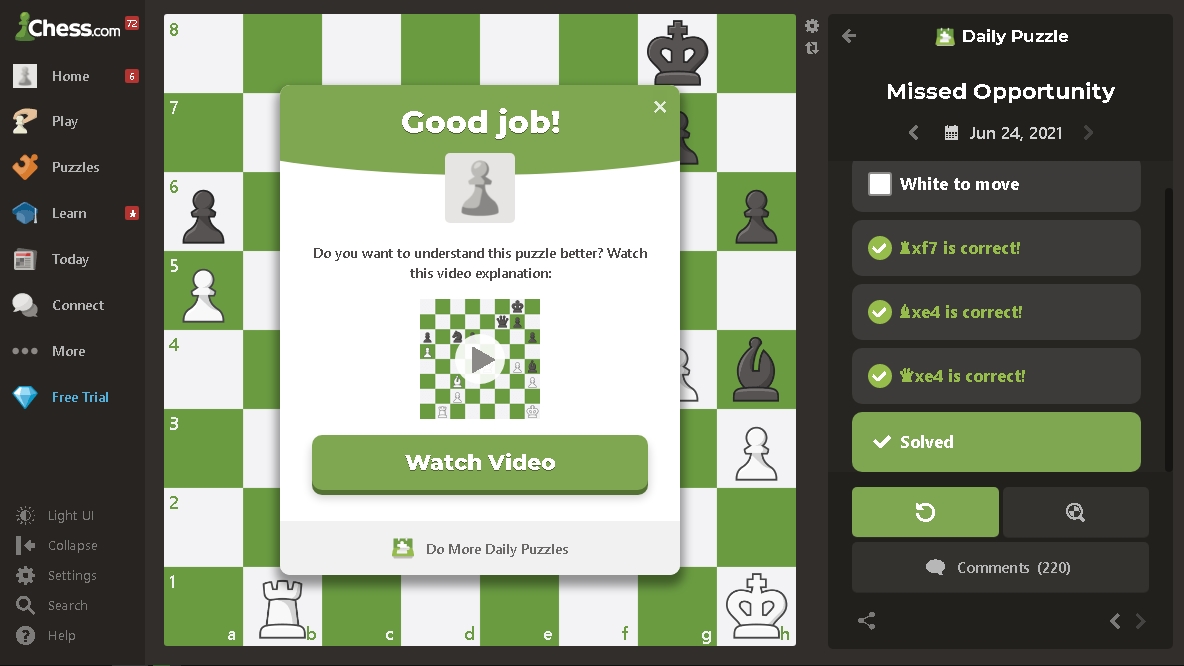 Chess.com
72
Home
6
Play
Puzzles
Learn
Today
Connect
More
Free Trial
Light UI
Collapse
Settings
Search
Help
8
7
6
5
4
3
2
1
a
b
c
d
e
f
g
h
Good job!
Do you want to understand this puzzle better? Watch
this video explanation:
Watch Video
Do More Daily Puzzles
Daily Puzzle
Missed Opportunity
Jun 24, 2021
White to move
♜xf7 is correct!
♝xe4 is correct!
♛xe4 is correct!
Solved
Comments (220)